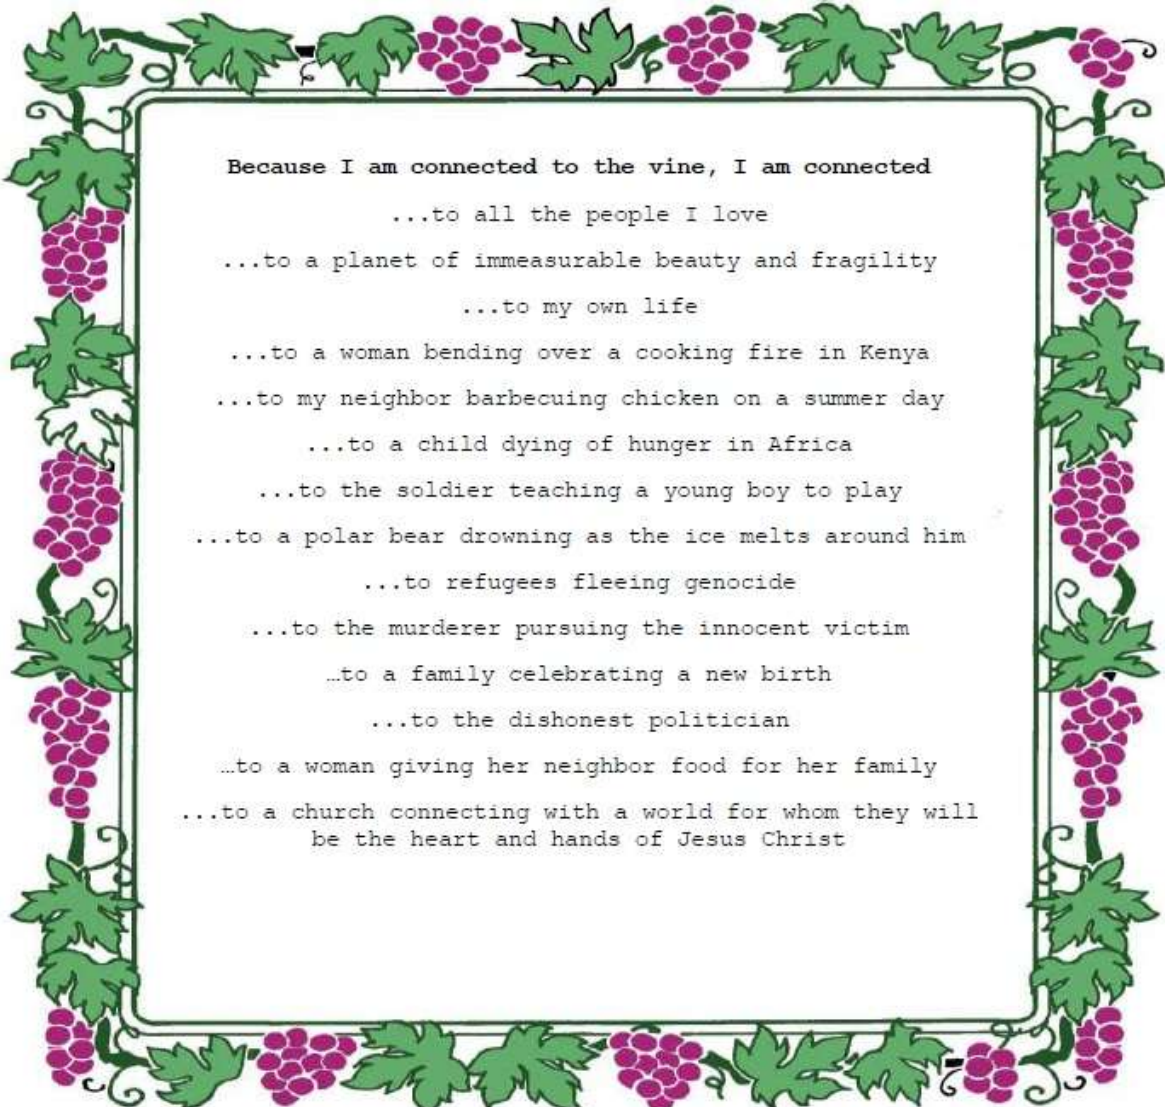 Because I am connected to the vine, I am connected
...to all the people I love
...to a planet of immeasurable beauty and fragility
...to my own life
...to a woman bending over a cooking fire in Kenya
...to my neighbor barbecuing chicken on a summer day
...to a child dying of hunger in Africa
...to the soldier teaching a young boy to play
...to a polar bear drowning as the ice melts around him
...to refugees fleeing genocide
...to the murderer pursuing the innocent victim
…to a family celebrating a new birth
...to the dishonest politician
…to a woman giving her neighbor food for her family
...to a church connecting with a world for whom they will
be the heart and hands of Jesus Christ